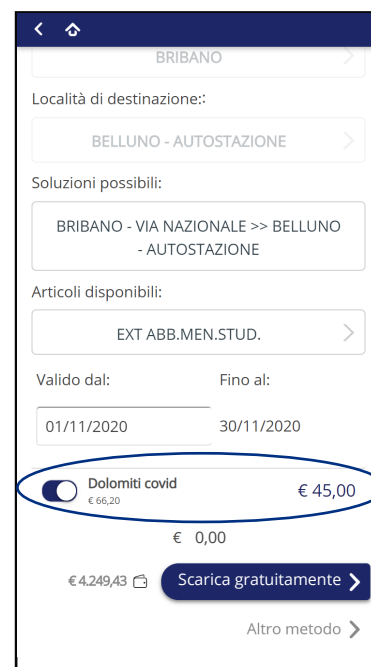 BRIBANO
Località di destinazione::
BELLUNO - AUTOSTAZIONE
Soluzioni possibili:
BRIBANO - VIA NAZIONALE >> BELLUNO
- AUTOSTAZIONE
Articoli disponibili:
EXT ABB.MEN.STUD.
Valido dal: Fino al:
01/11/2020 30/11/2020
Dolomiti covid € 45,00
€ 66,20
€ 0,00
€ 4.249,43 Scarica gratuitamente
Altro metodo